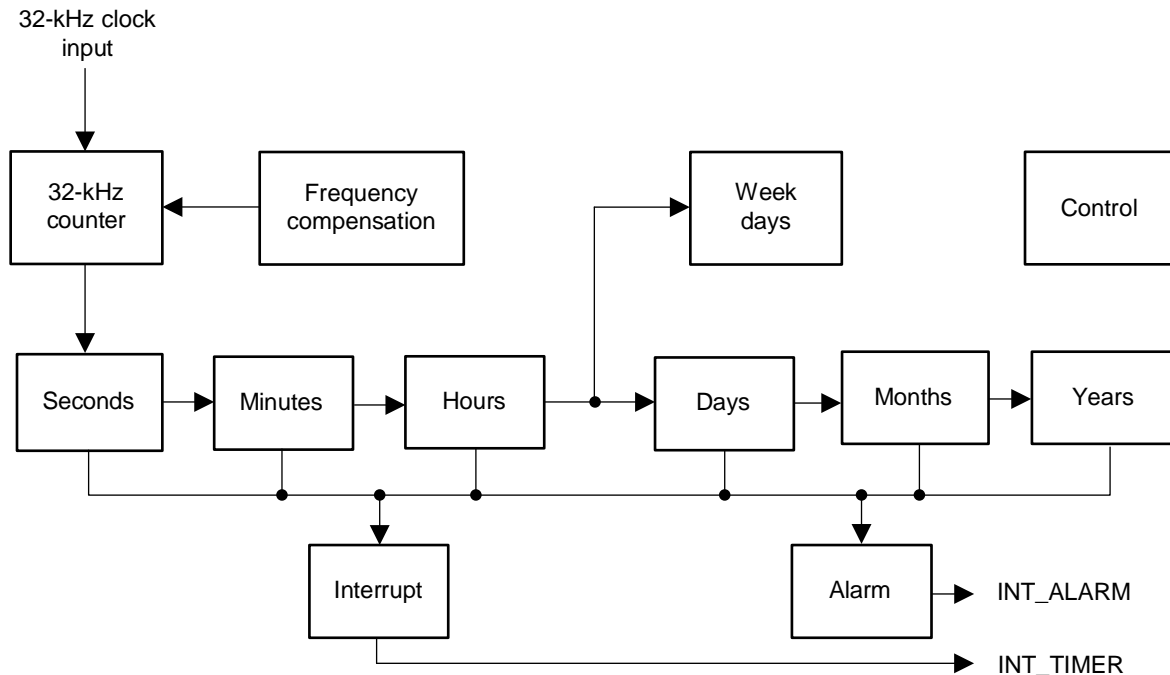 32-kHz clock
input
32-kHz
counter
Frequency
compensation
Week
days
Control
Seconds
Minutes
Hours
Days
Months
Years
Interrupt
Alarm
INT_ALARM
INT_TIMER